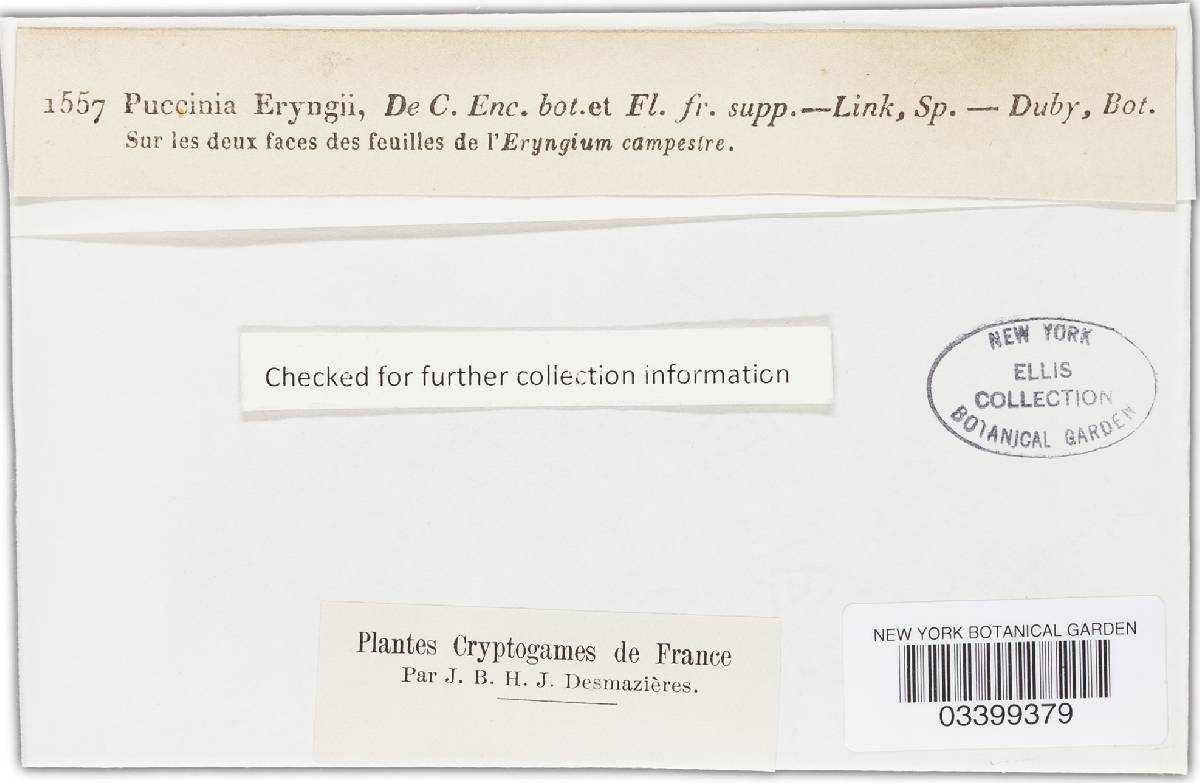 1557 Puccinia Eryngii, De C. Enc. bot. et Fl. fr. supp. — Link, Sp. — Duby, Bot.
Sur les deux faces des feuilles de l'Eryngium campestre.
Checked for further collection information
NEW YORK
ELLIS
COLLECTION
BOTANICAL GARDEN
Plantes Cryptogames de France
Par J. B. H. J. Desmazières.
NEW YORK BOTANICAL GARDEN
03399379